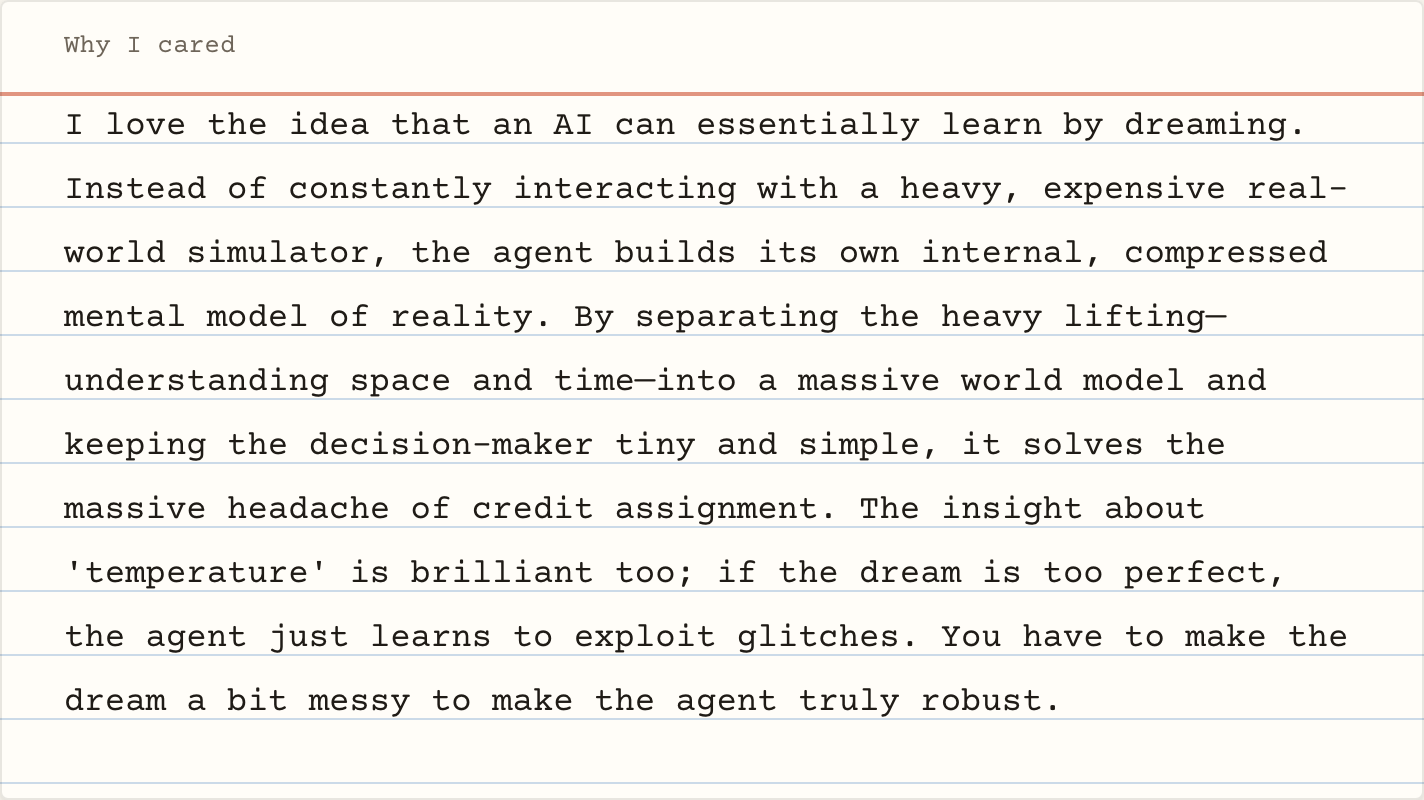 Why I cared
I love the idea that an AI can essentially learn by dreaming.
Instead of constantly interacting with a heavy, expensive real-
world simulator, the agent builds its own internal, compressed
mental model of reality. By separating the heavy lifting—
understanding space and time—into a massive world model and
keeping the decision-maker tiny and simple, it solves the
massive headache of credit assignment. The insight about
'temperature' is brilliant too; if the dream is too perfect,
the agent just learns to exploit glitches. You have to make the
dream a bit messy to make the agent truly robust.